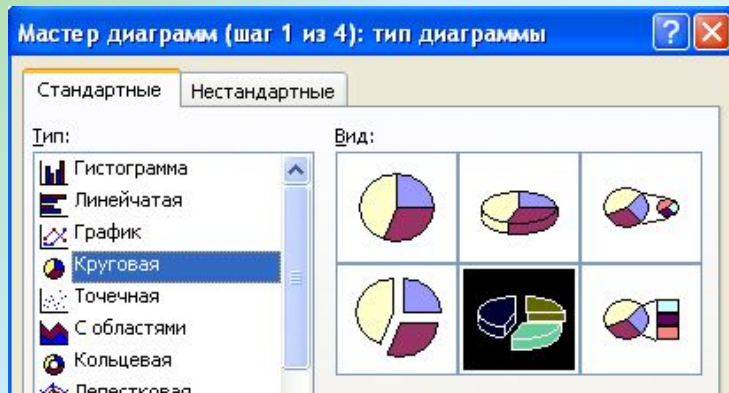 Мастер диаграмм (шаг 1 из 4): тип диаграммы
Стандартные Нестандартные
Тип:
Вид:
Гистограмма
Линейчатая
График
Круговая
Точечная
С областями
Кольцевая
Лепестковая